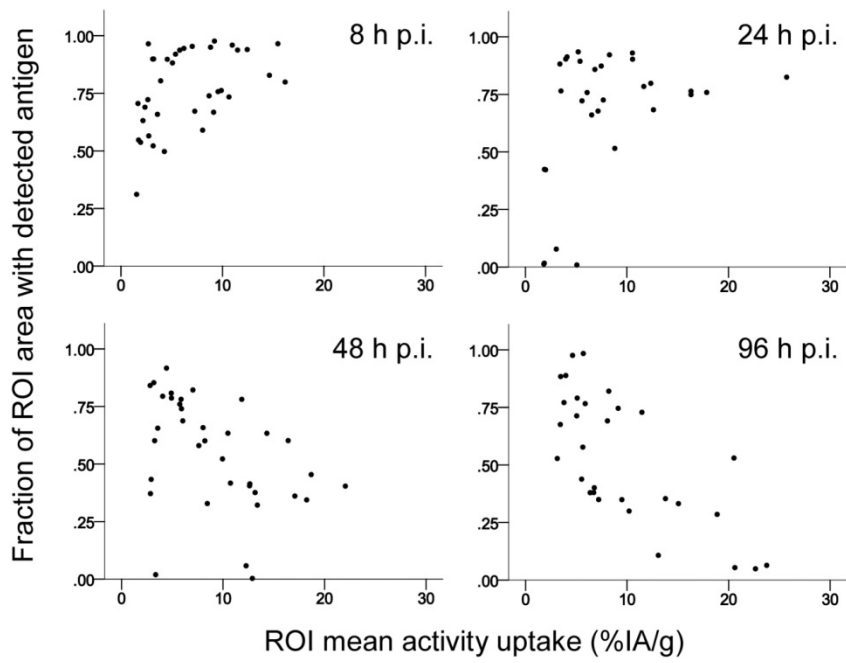 Fraction of ROI area with detected antigen
8 h p.i.
1.00
.75
.50
.25
.00
0 10 20 30
24 h p.i.
1.00
.75
.50
.25
.00
0 10 20 30
48 h p.i.
1.00
.75
.50
.25
.00
0 10 20 30
96 h p.i.
1.00
.75
.50
.25
.00
0 10 20 30
ROI mean activity uptake (%IA/g)